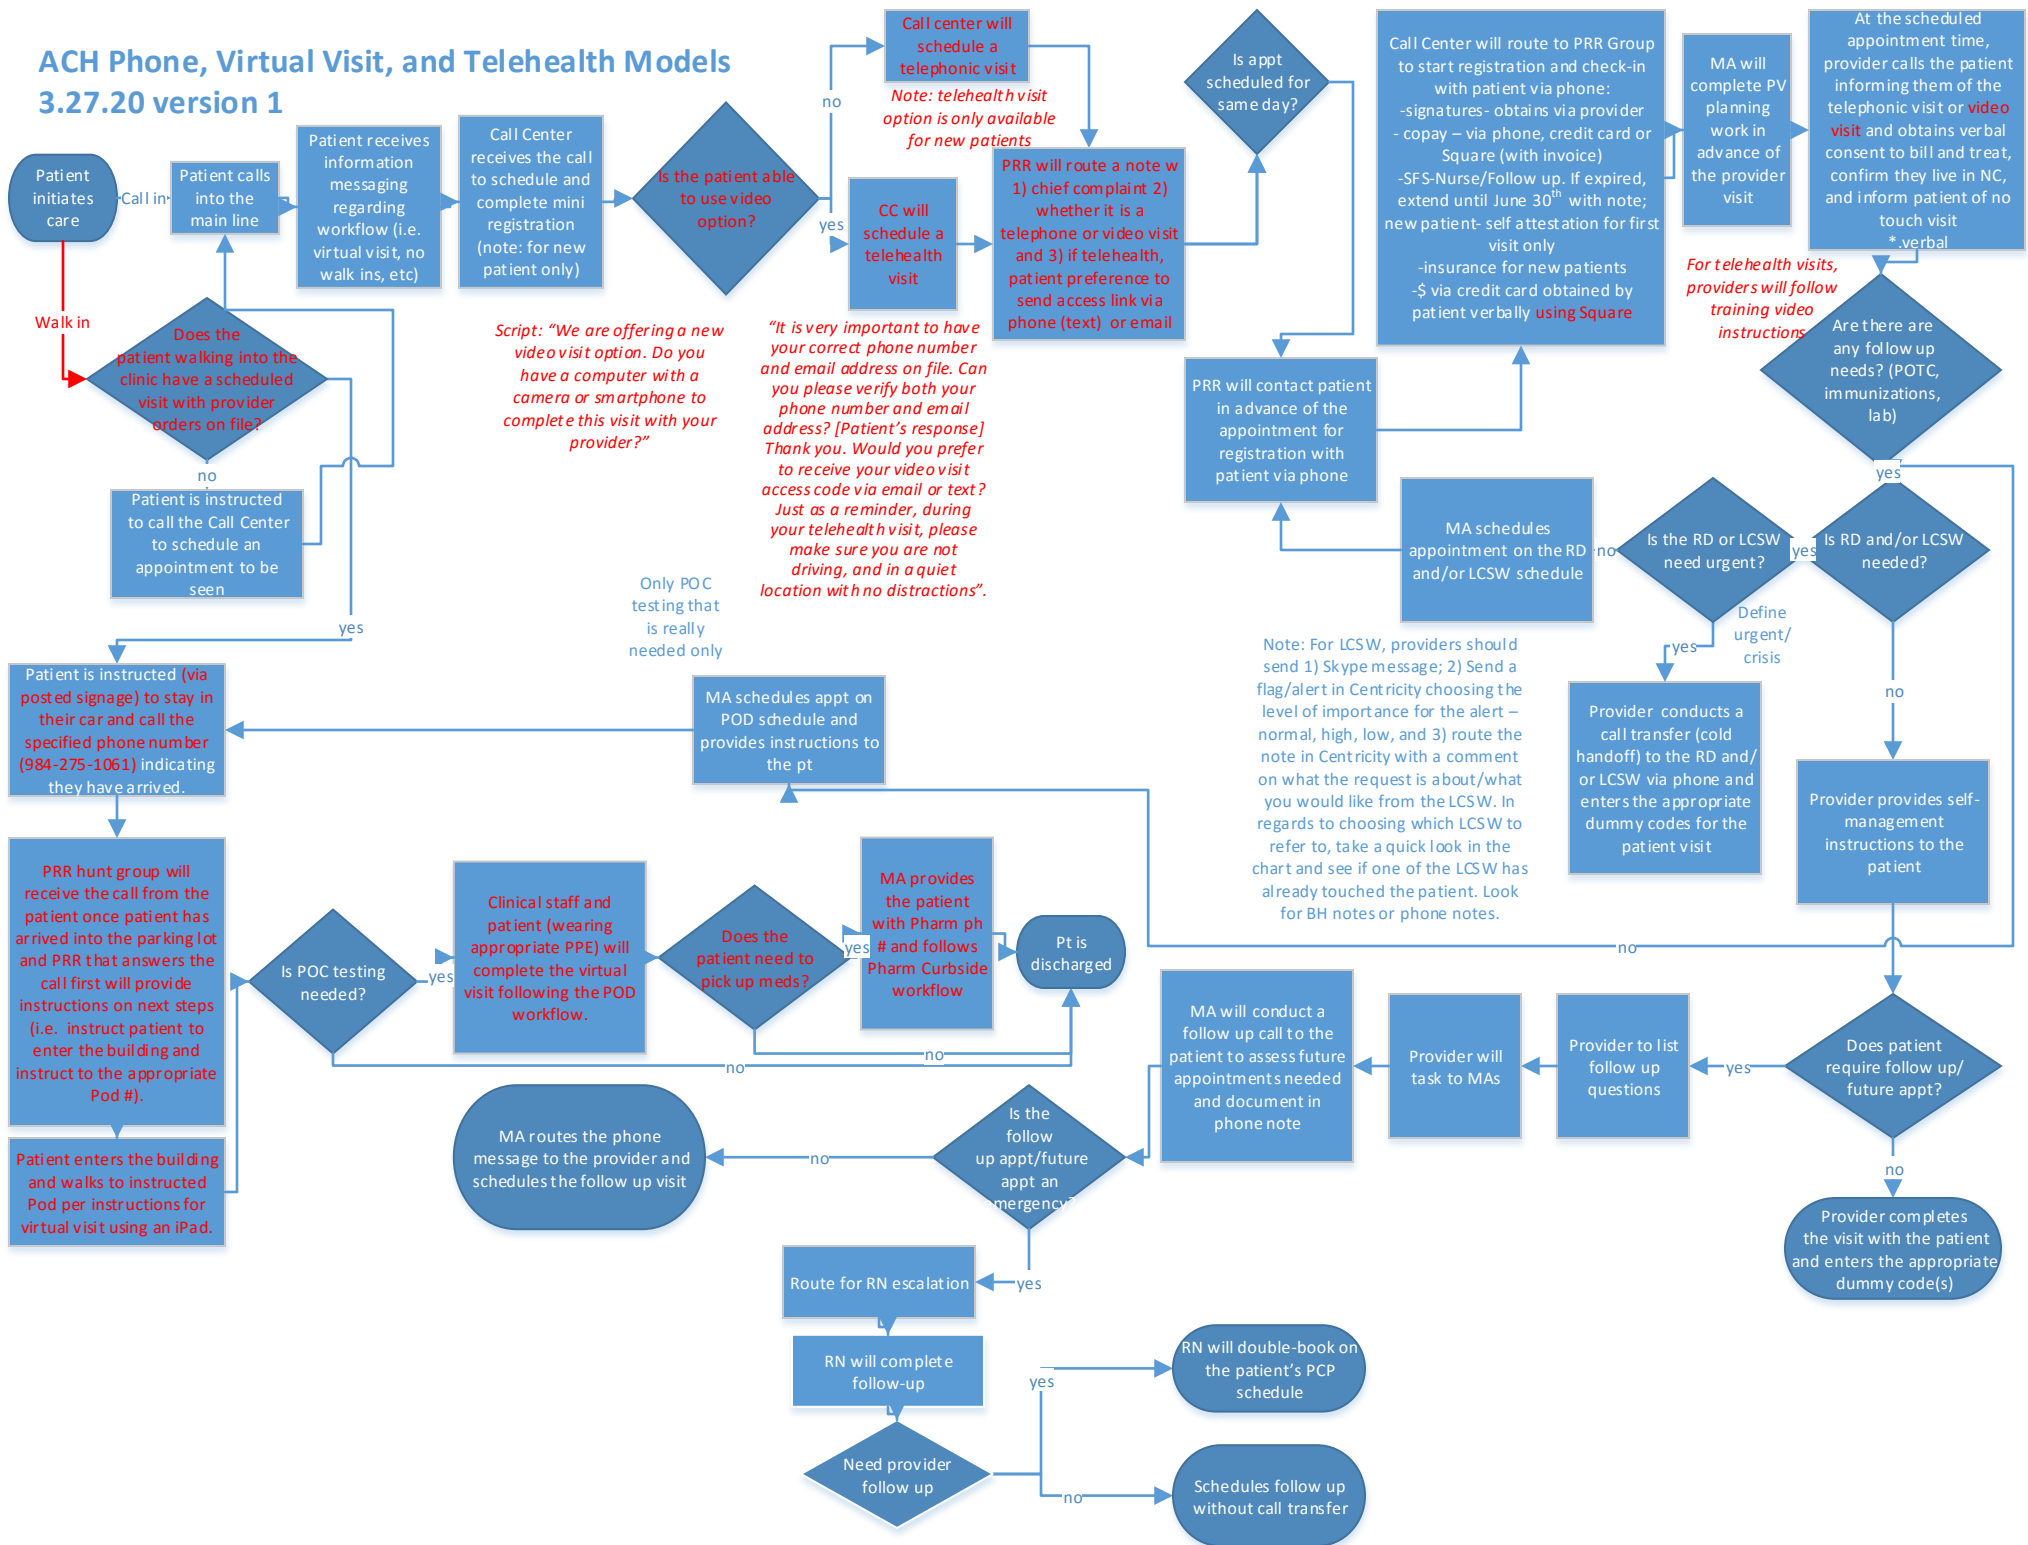 ACH Phone, Virtual Visit, and Telehealth Models
3.27.20 version 1
Patient
initiates
care
Call in
Walk in
Patient calls
into the
main line
Patient receives
information
messaging
regarding
workflow (i.e.
virtual visit, no
walk ins, etc)
Call Center
receives the call
to schedule and
complete mini
registration
(note: for new
patient only)
Is the patient able
to use video
option?
no
yes
Call center will
schedule a
telephonic visit
Note: telehealth visit
option is only available
for new patients
CC will
schedule a
telehealth
visit
PRR will route a note w
1) chief complaint 2)
whether it is a
telephone or video visit
and 3) if telehealth,
patient preference to
send access link via
phone (text) or email
Is appt
scheduled for
same day?
Call Center will route to PRR Group
to start registration and check-in
with patient via phone:
-signatures- obtains via provider
- copay – via phone, credit card or
Square (with invoice)
-SFS-Nurse/Follow up. If expired,
extend until June 30th with note;
new patient- self attestation for first
visit only
-insurance for new patients
-$ via credit card obtained by
patient verbally using Square
MA will
complete PV
planning
work in
advance of
the provider
visit
At the scheduled
appointment time,
provider calls the patient
informing them of the
telephonic visit or video
visit and obtains verbal
consent to bill and treat,
confirm they live in NC,
and inform patient of no
touch visit
*.verbal
For telehealth visits,
providers will follow
training video
instructions
Are there are
any follow up
needs? (POTC,
immunizations,
lab)
yes
Does the
patient walking into the
clinic have a scheduled
visit with provider
orders on file?
no
Patient is instructed
to call the Call Center
to schedule an
appointment to be
seen
yes
Script: “We are offering a new
video visit option. Do you
have a computer with a
camera or smartphone to
complete this visit with your
provider?”
“It is very important to have
your correct phone number
and email address on file. Can
you please verify both your
phone number and email
address? [Patient’s response]
Thank you. Would you prefer
to receive your video visit
access code via email or text?
Just as a reminder, during
your telehealth visit, please
make sure you are not
driving, and in a quiet
location with no distractions”.
PRR will contact patient
in advance of the
appointment for
registration with
patient via phone
MA schedules
appointment on the RD
and/or LCSW schedule
no
Is the RD or LCSW
need urgent?
yes
Is RD and/or LCSW
needed?
Define
urgent/
crisis
yes
no
Only POC
testing that
is really
needed only
Note: For LCSW, providers should
send 1) Skype message; 2) Send a
flag/alert in Centricity choosing the
level of importance for the alert –
normal, high, low, and 3) route the
note in Centricity with a comment
on what the request is about/what
you would like from the LCSW. In
regards to choosing which LCSW to
refer to, take a quick look in the
chart and see if one of the LCSW has
already touched the patient. Look
for BH notes or phone notes.
Provider conducts a
call transfer (cold
handoff) to the RD and/
or LCSW via phone and
enters the appropriate
dummy codes for the
patient visit
Provider provides self-
management
instructions to the
patient
Patient is instructed (via
posted signage) to stay in
their car and call the
specified phone number
(984-275-1061) indicating
they have arrived.
MA schedules appt on
POD schedule and
provides instructions to
the pt
no
PRR hunt group will
receive the call from the
patient once patient has
arrived into the parking lot
and PRR that answers the
call first will provide
instructions on next steps
(i.e. instruct patient to
enter the building and
instruct to the appropriate
Pod #).
Patient enters the building
and walks to instructed
Pod per instructions for
virtual visit using an iPad.
Is POC testing
needed?
yes
no
Clinical staff and
patient (wearing
appropriate PPE) will
complete the virtual
visit following the POD
workflow.
Does the
patient need to
pick up meds?
yes
no
MA provides
the patient
with Pharm ph
# and follows
Pharm Curbside
workflow
Pt is
discharged
Does patient
require follow up/
future appt?
yes
no
Provider to list
follow up
questions
Provider will
task to MAs
MA will conduct a
follow up call to the
patient to assess future
appointments needed
and document in
phone note
Provider completes
the visit with the patient
and enters the appropriate
dummy code(s)
Is the
follow
up appt/future
appt an
emergency?
no
yes
MA routes the phone
message to the provider and
schedules the follow up visit
Route for RN escalation
RN will complete
follow-up
Need provider
follow up
yes
no
RN will double-book on
the patient’s PCP
schedule
Schedules follow up
without call transfer